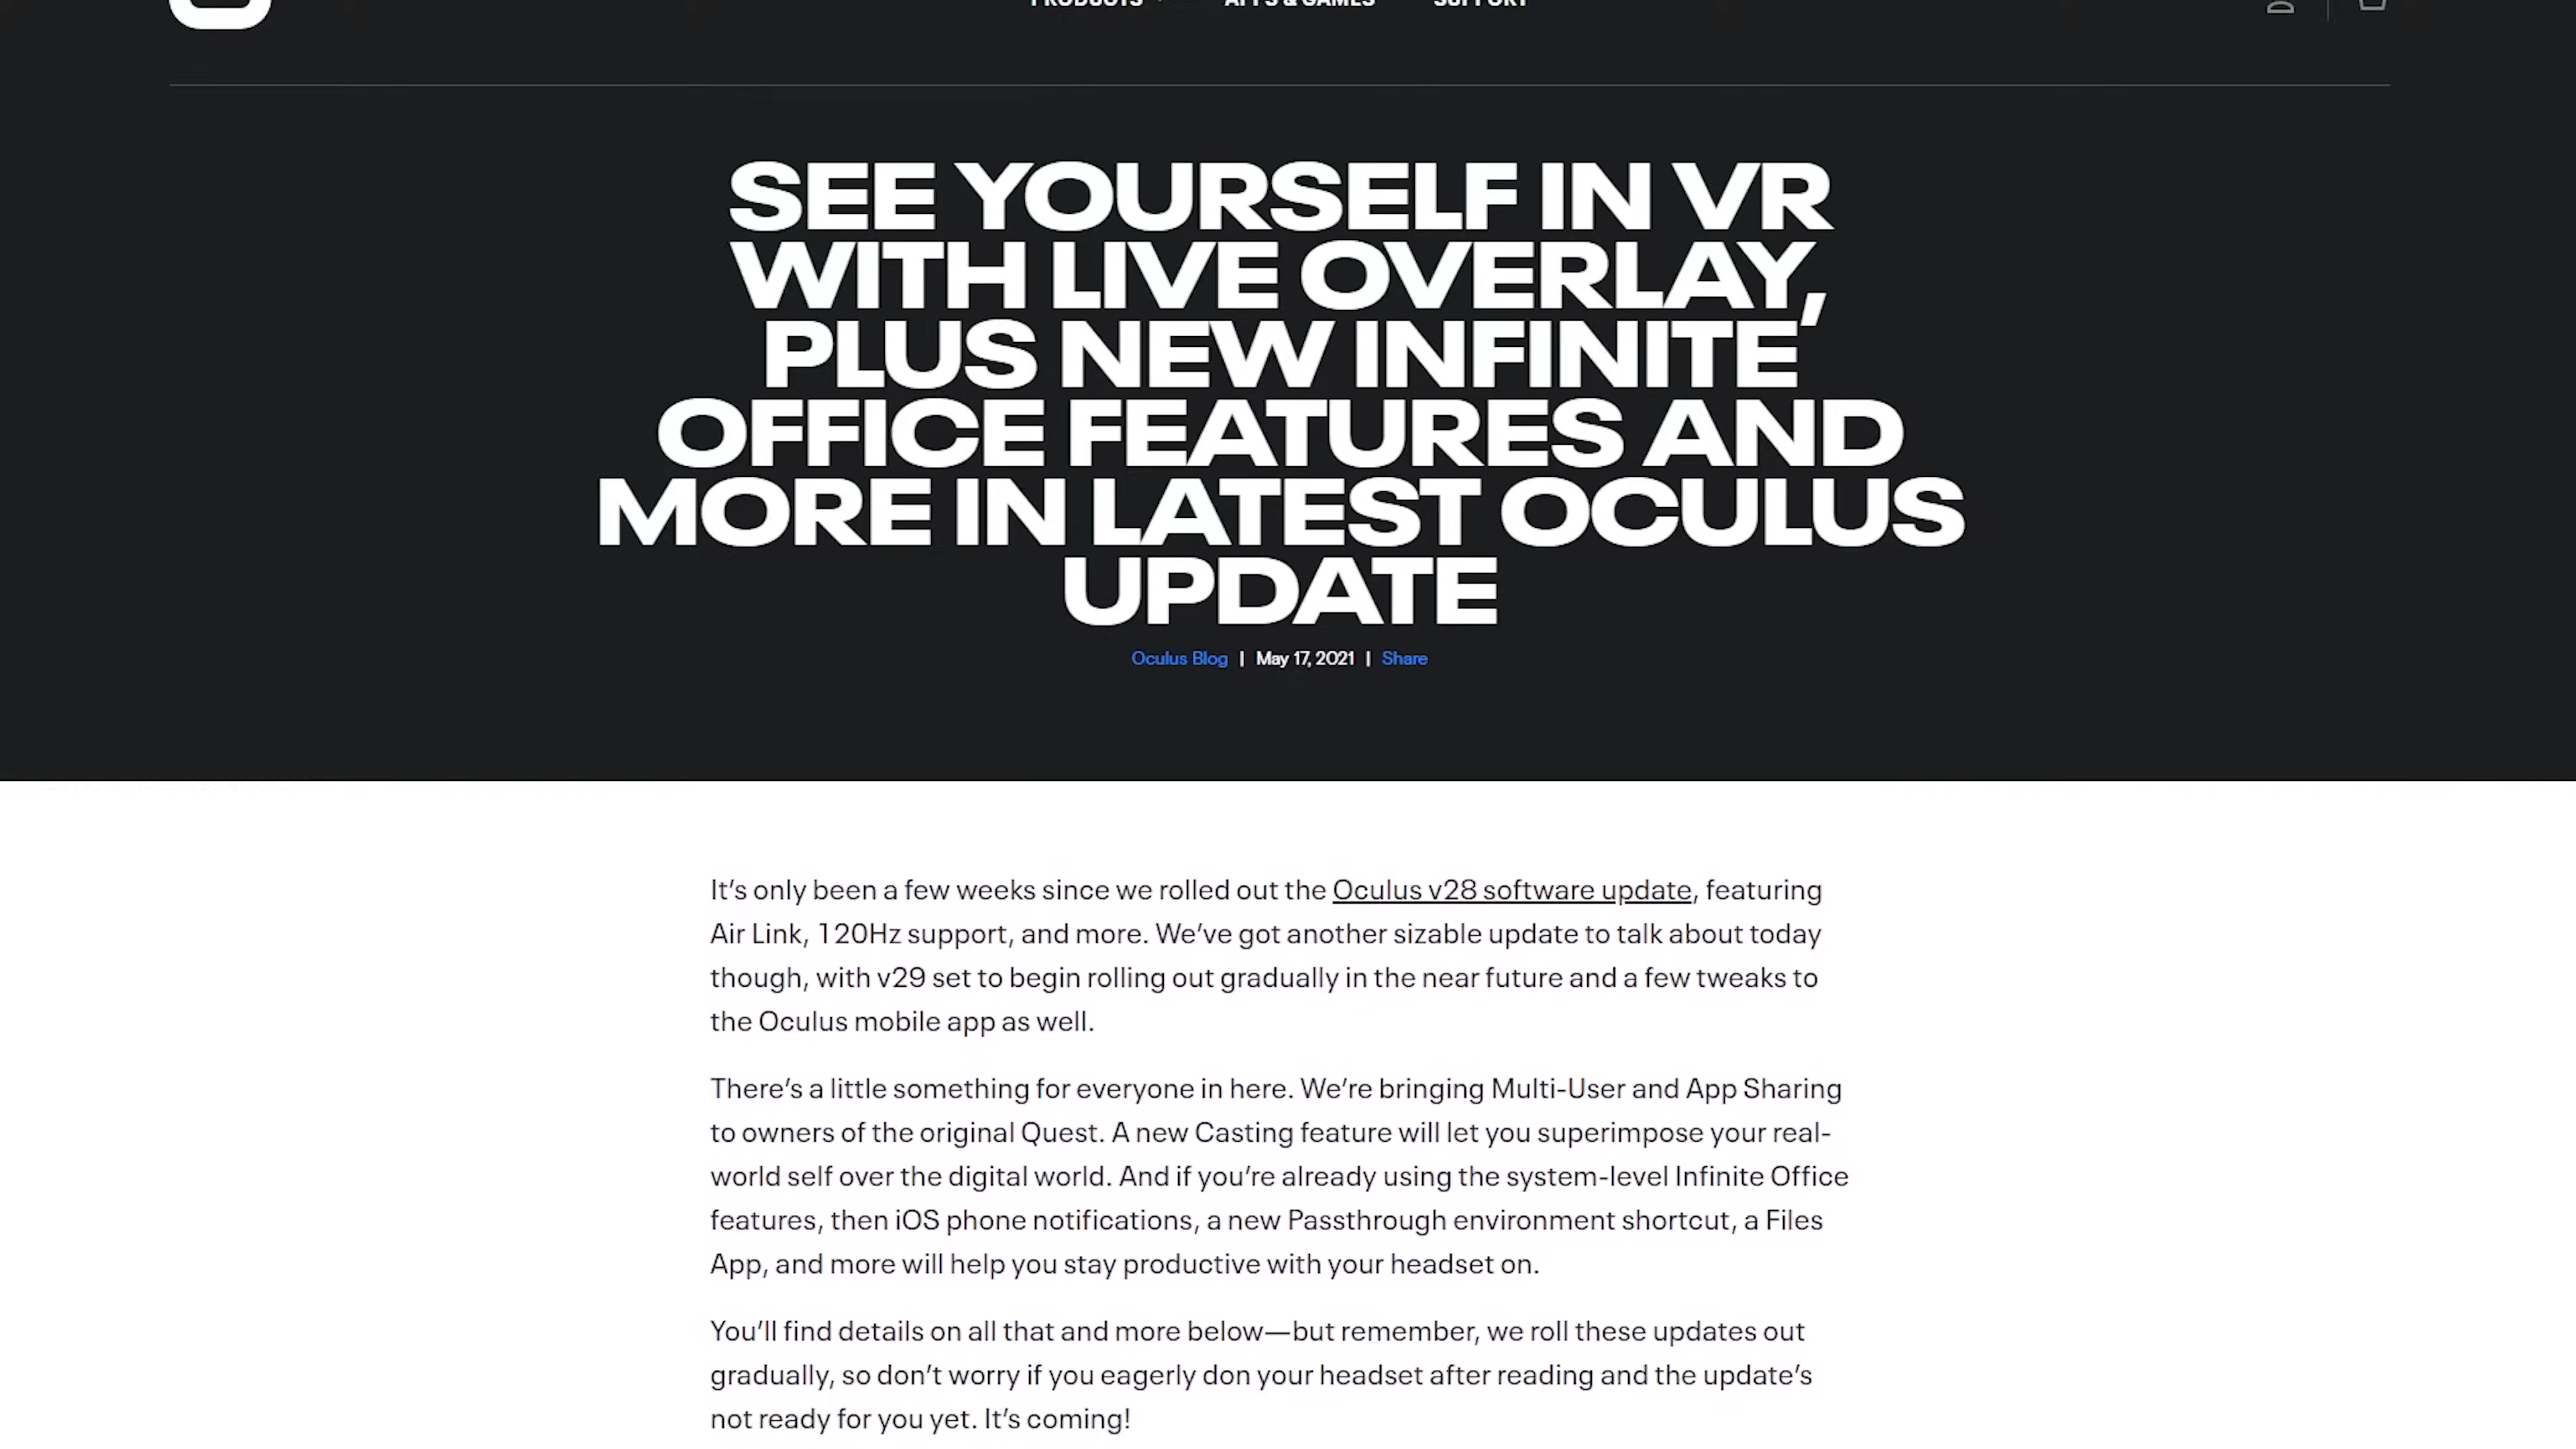 PRODUCTS APPS & GAMES SUPPORT
SEE YOURSELF IN VR
WITH LIVE OVERLAY,
PLUS NEW INFINITE
OFFICE FEATURES AND
MORE IN LATEST OCULUS
UPDATE
Oculus Blog | May 17, 2021 | Share
It’s only been a few weeks since we rolled out the Oculus v28 software update, featuring
Air Link, 120Hz support, and more. We’ve got another sizable update to talk about today
though, with v29 set to begin rolling out gradually in the near future and a few tweaks to
the Oculus mobile app as well.
There’s a little something for everyone in here. We’re bringing Multi-User and App Sharing
to owners of the original Quest. A new Casting feature will let you superimpose your real-
world self over the digital world. And if you’re already using the system-level Infinite Office
features, then iOS phone notifications, a new Passthrough environment shortcut, a Files
App, and more will help you stay productive with your headset on.
You’ll find details on all that and more below—but remember, we roll these updates out
gradually, so don’t worry if you eagerly don your headset after reading and the update’s
not ready for you yet. It’s coming!